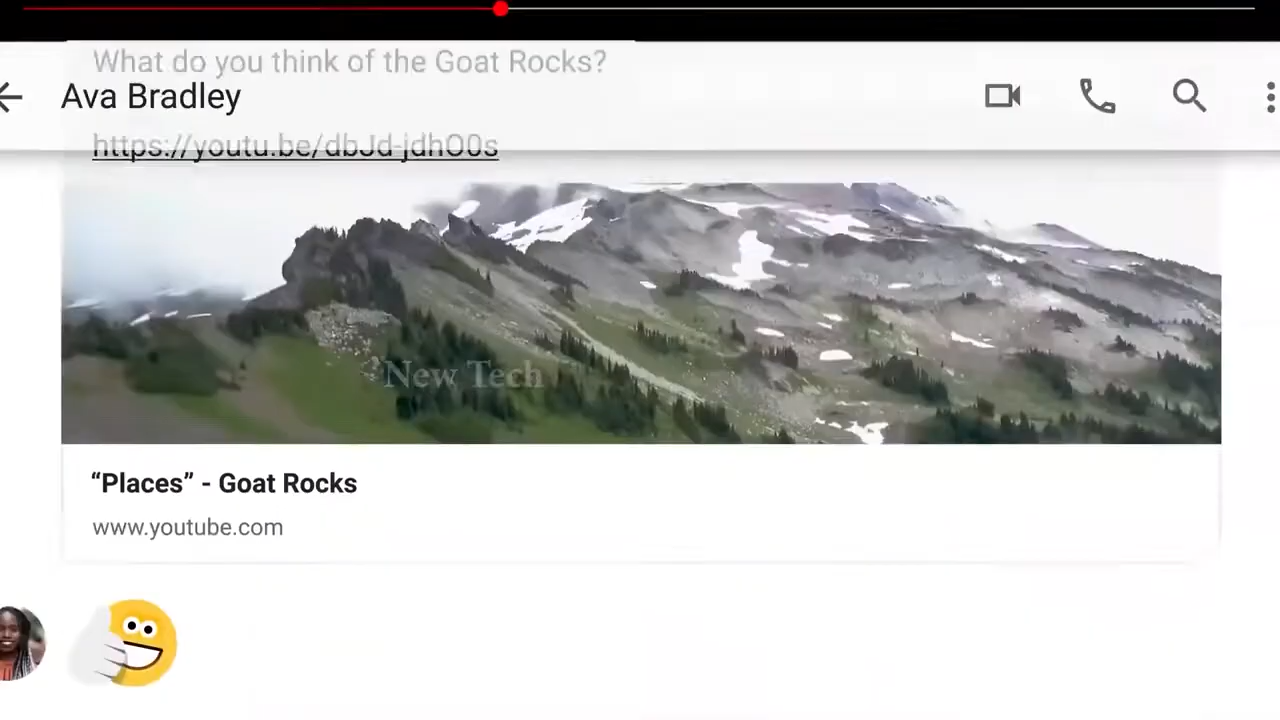 What do you think of the Goat Rocks?
Ava Bradley
https://youtu.be/dbJd-jdhO0s
New Tech
“Places” - Goat Rocks
www.youtube.com